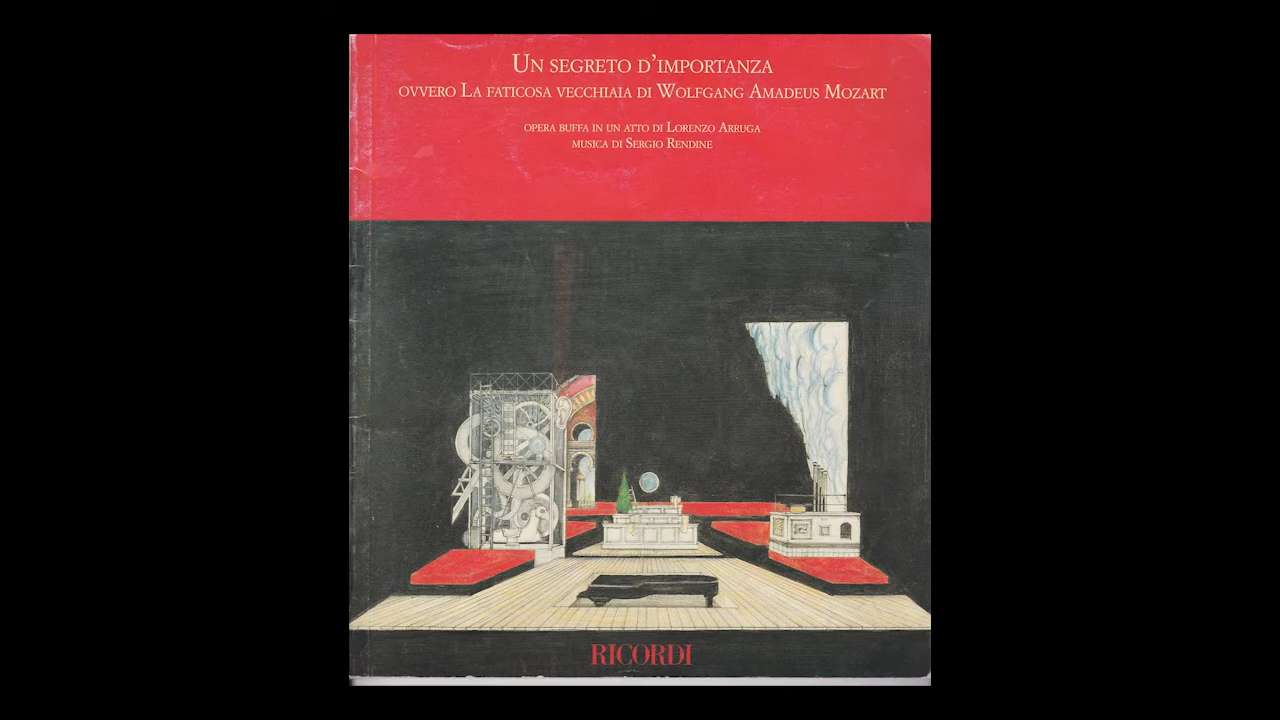 Un segreto d'importanza
ovvero La faticosa vecchiaia di Wolfgang Amadeus Mozart
opera buffa in un atto di Lorenzo Arruga
musica di Sergio Rendine
RICORDI